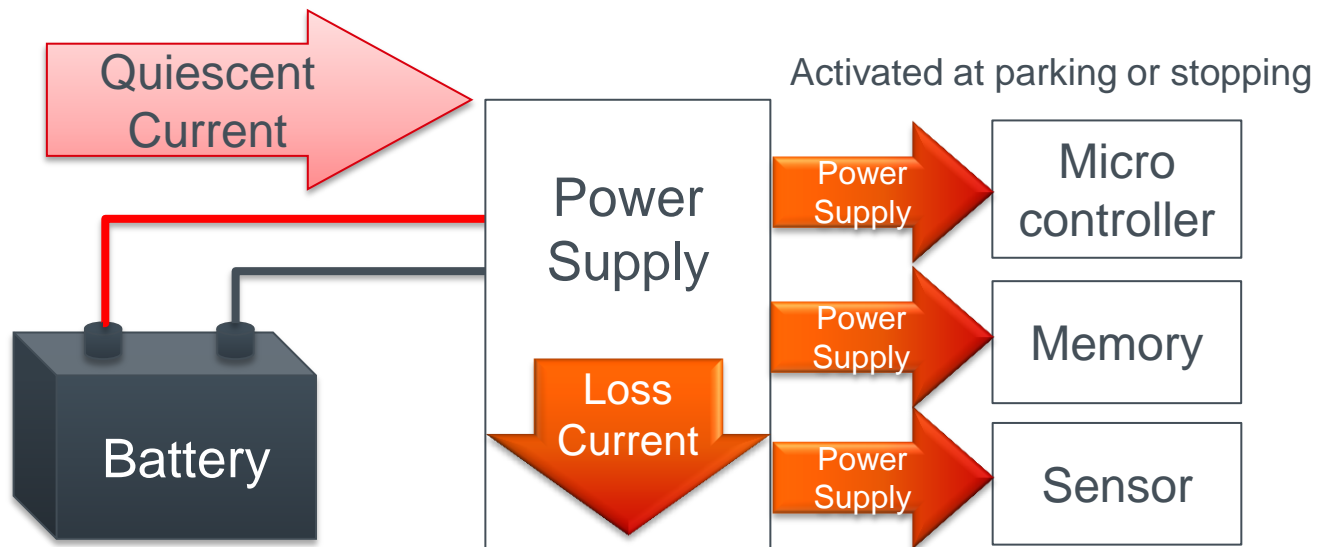 Quiescent
Current
Activated at parking or stopping
Power
Supply
Battery
Loss
Current
Power
Supply
Micro
controller
Power
Supply
Memory
Power
Supply
Sensor